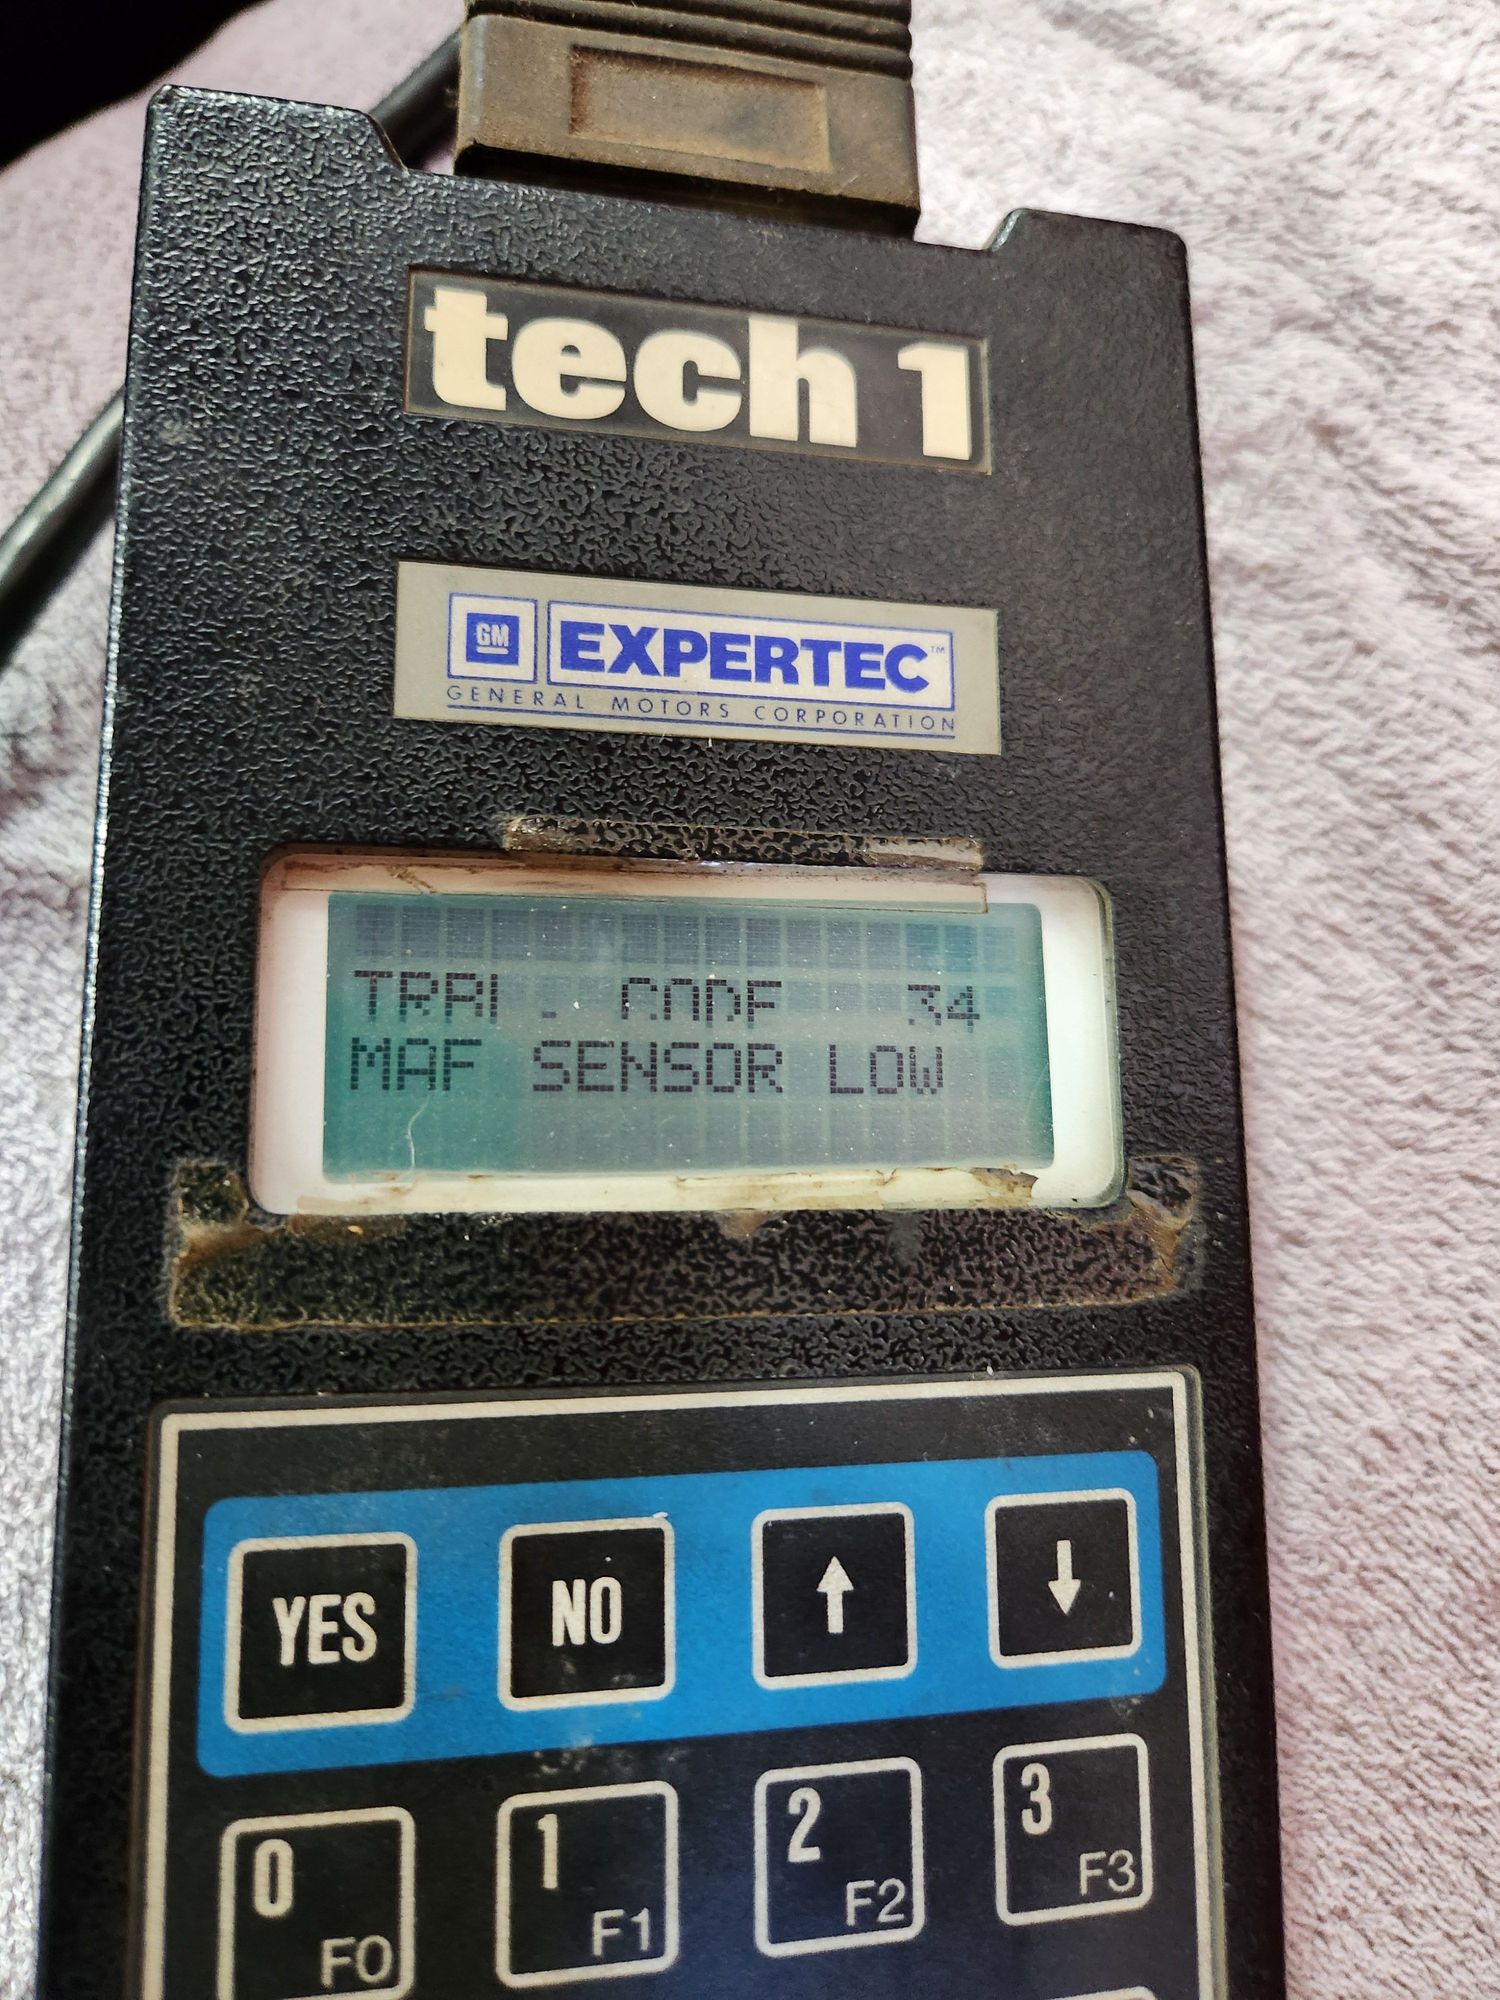 tech 1
GM EXPERTEC™
GENERAL MOTORS CORPORATION
TRBL. CODE 34
MAF SENSOR LOW
YES NO ↑ ↓
0 1 2 3
F0 F1 F2 F3